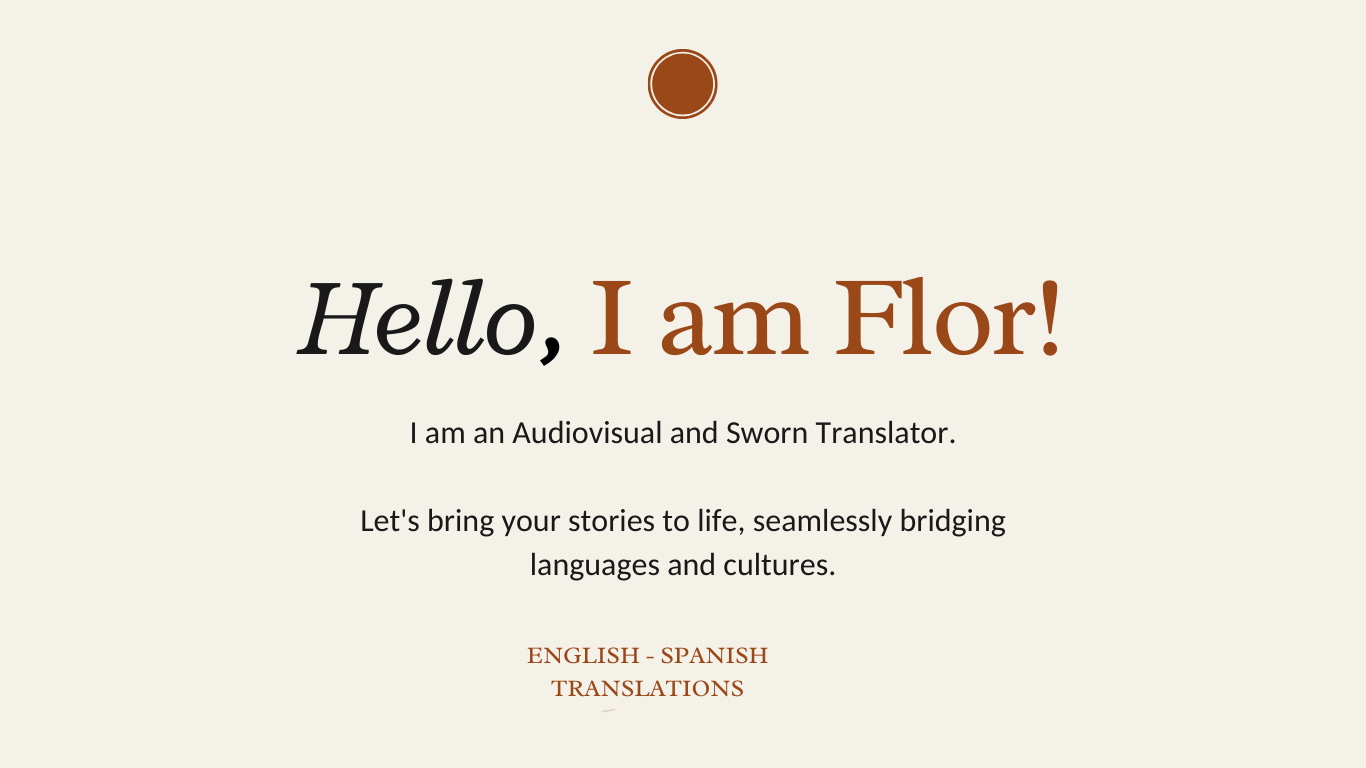 Hello, I am Flor!
I am an Audiovisual and Sworn Translator.
Let's bring your stories to life, seamlessly bridging
languages and cultures.
ENGLISH - SPANISH
TRANSLATIONS